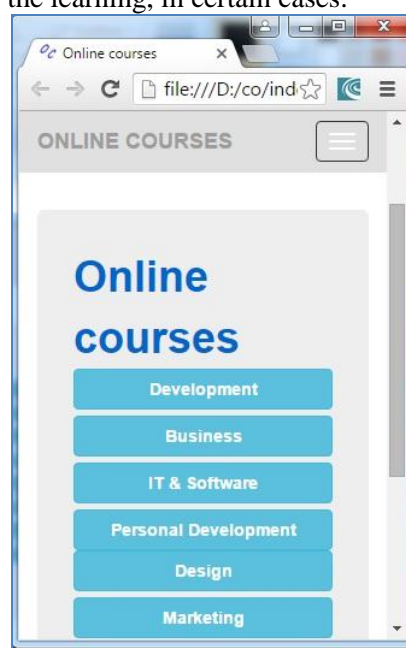 the learning, in certain cases.
Oc Online courses
file:///D:/co/ind
ONLINE COURSES
Online
courses
Development
Business
IT & Software
Personal Development
Design
Marketing